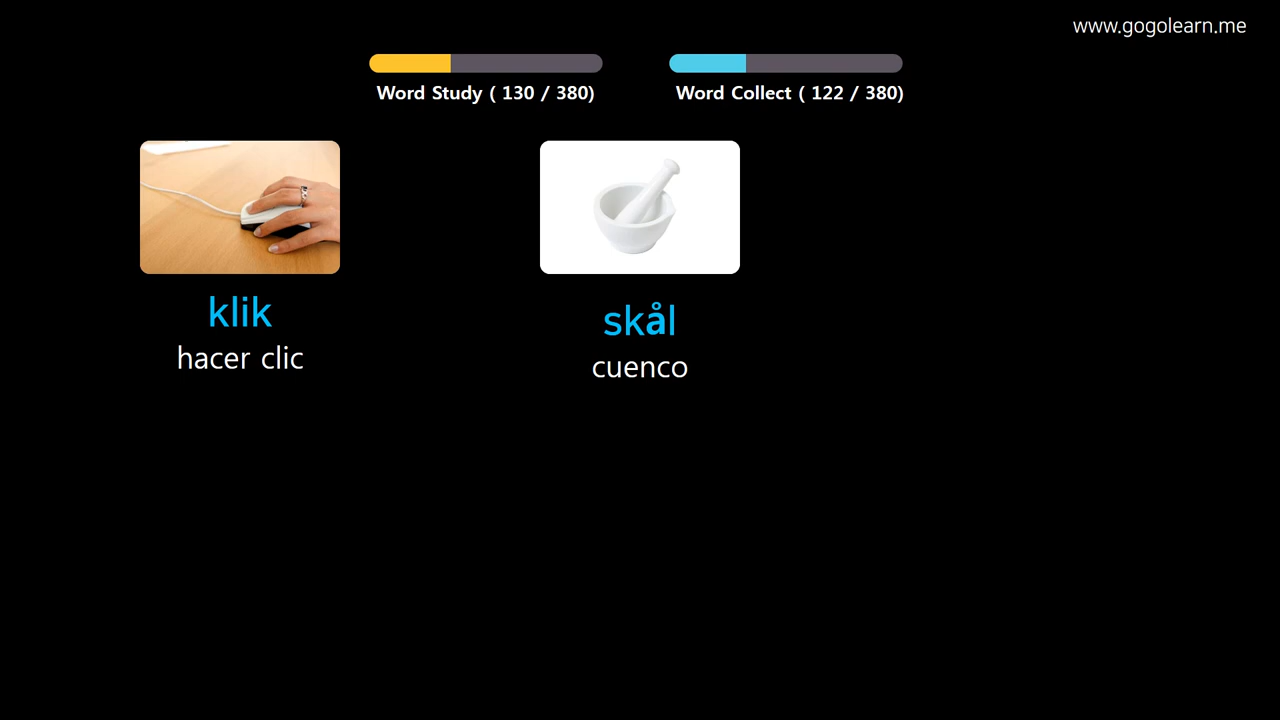 www.gogolearn.me
Word Study ( 130 / 380)
Word Collect ( 122 / 380)
klik
hacer clic
skål
cuenco